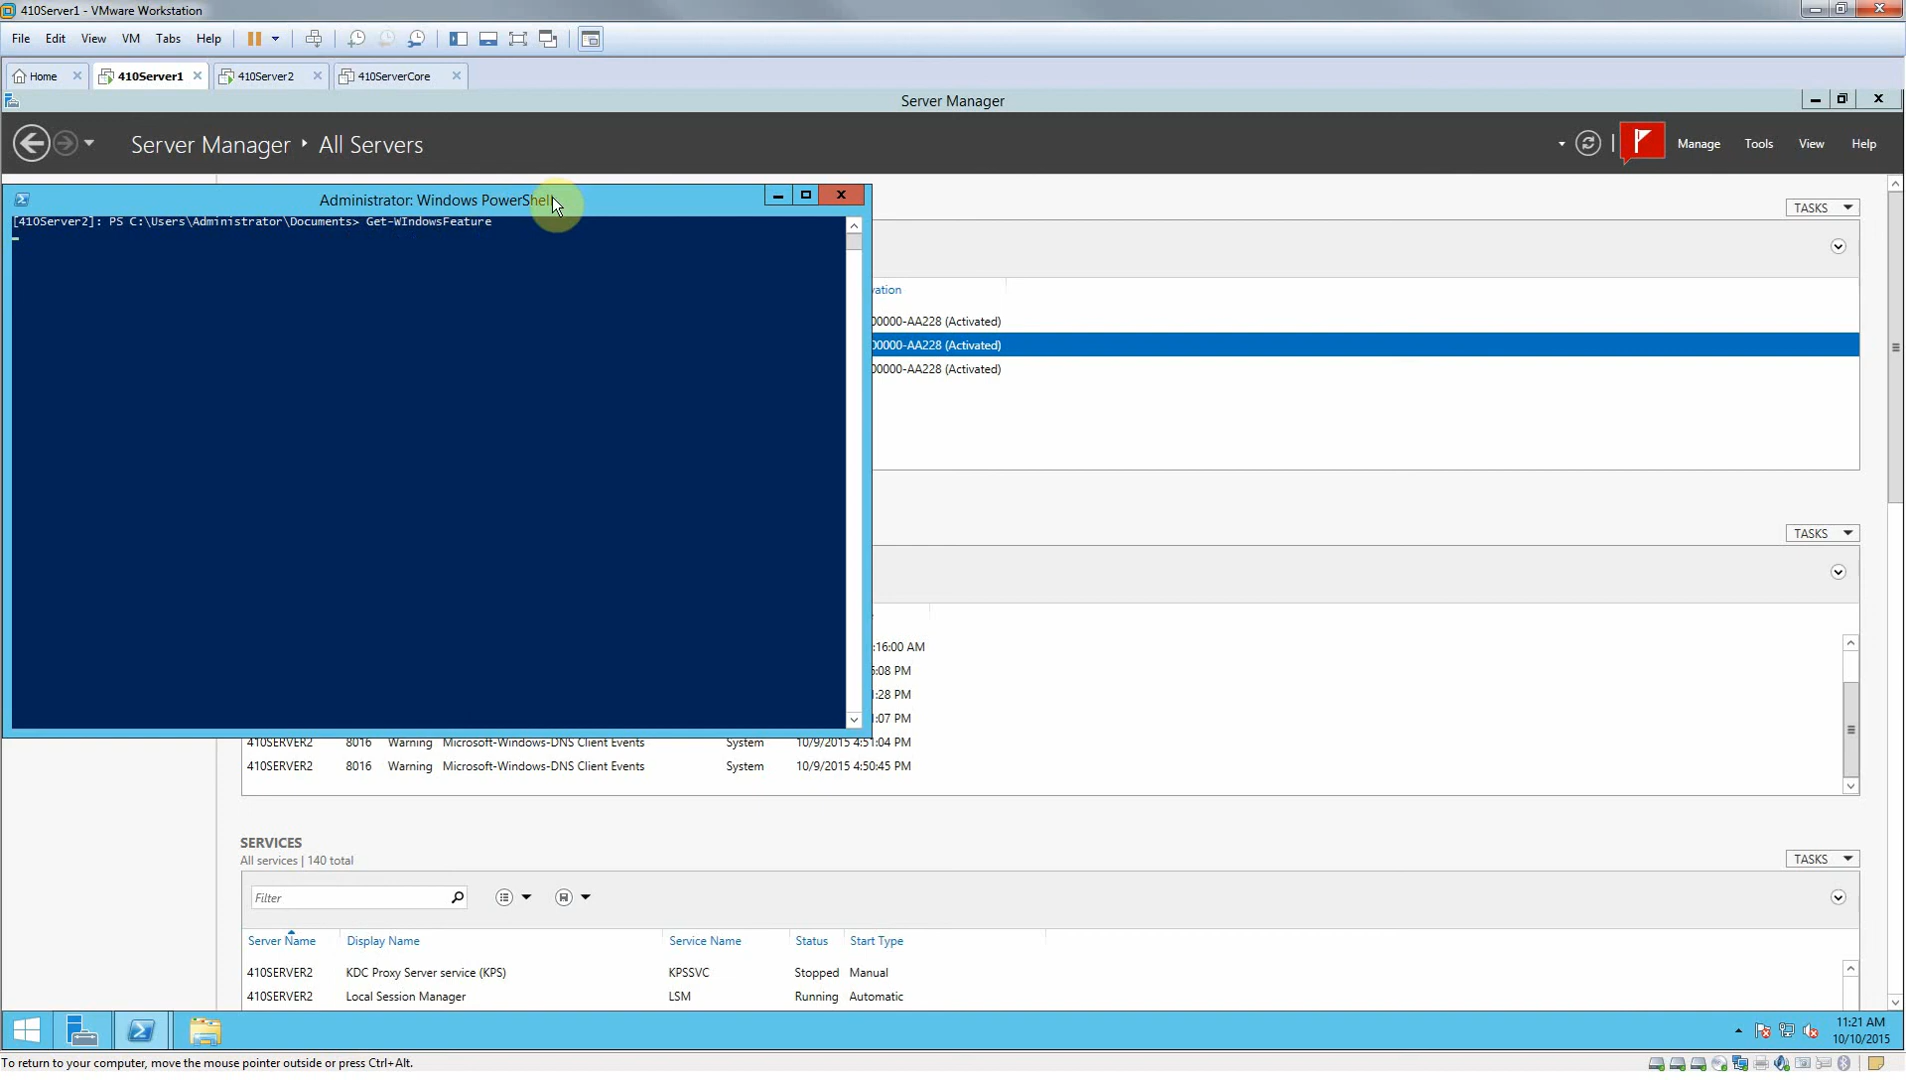 410Server1 - VMware Workstation
File Edit View VM Tabs Help
Home 410Server1 410Server2 410ServerCore
Server Manager
Server Manager All Servers
Manage Tools View Help
Administrator: Windows PowerShell
TASKS
[410Server2]: PS C:\Users\Administrator\Documents> Get-WIndowsFeature
vation
00000-AA228 (Activated)
00000-AA228 (Activated)
00000-AA228 (Activated)
TASKS
:16:00 AM
:08 PM
:28 PM
:07 PM
410SERVER2 8016 Warning Microsoft-Windows-DNS Client Events System 10/9/2015 4:51:04 PM
410SERVER2 8016 Warning Microsoft-Windows-DNS Client Events System 10/9/2015 4:50:45 PM
SERVICES
All services | 140 total
TASKS
Filter
Server Name Display Name Service Name Status Start Type
410SERVER2 KDC Proxy Server service (KPS) KPSSVC Stopped Manual
410SERVER2 Local Session Manager LSM Running Automatic
11:21 AM
10/10/2015
To return to your computer, move the mouse pointer outside or press Ctrl+Alt.